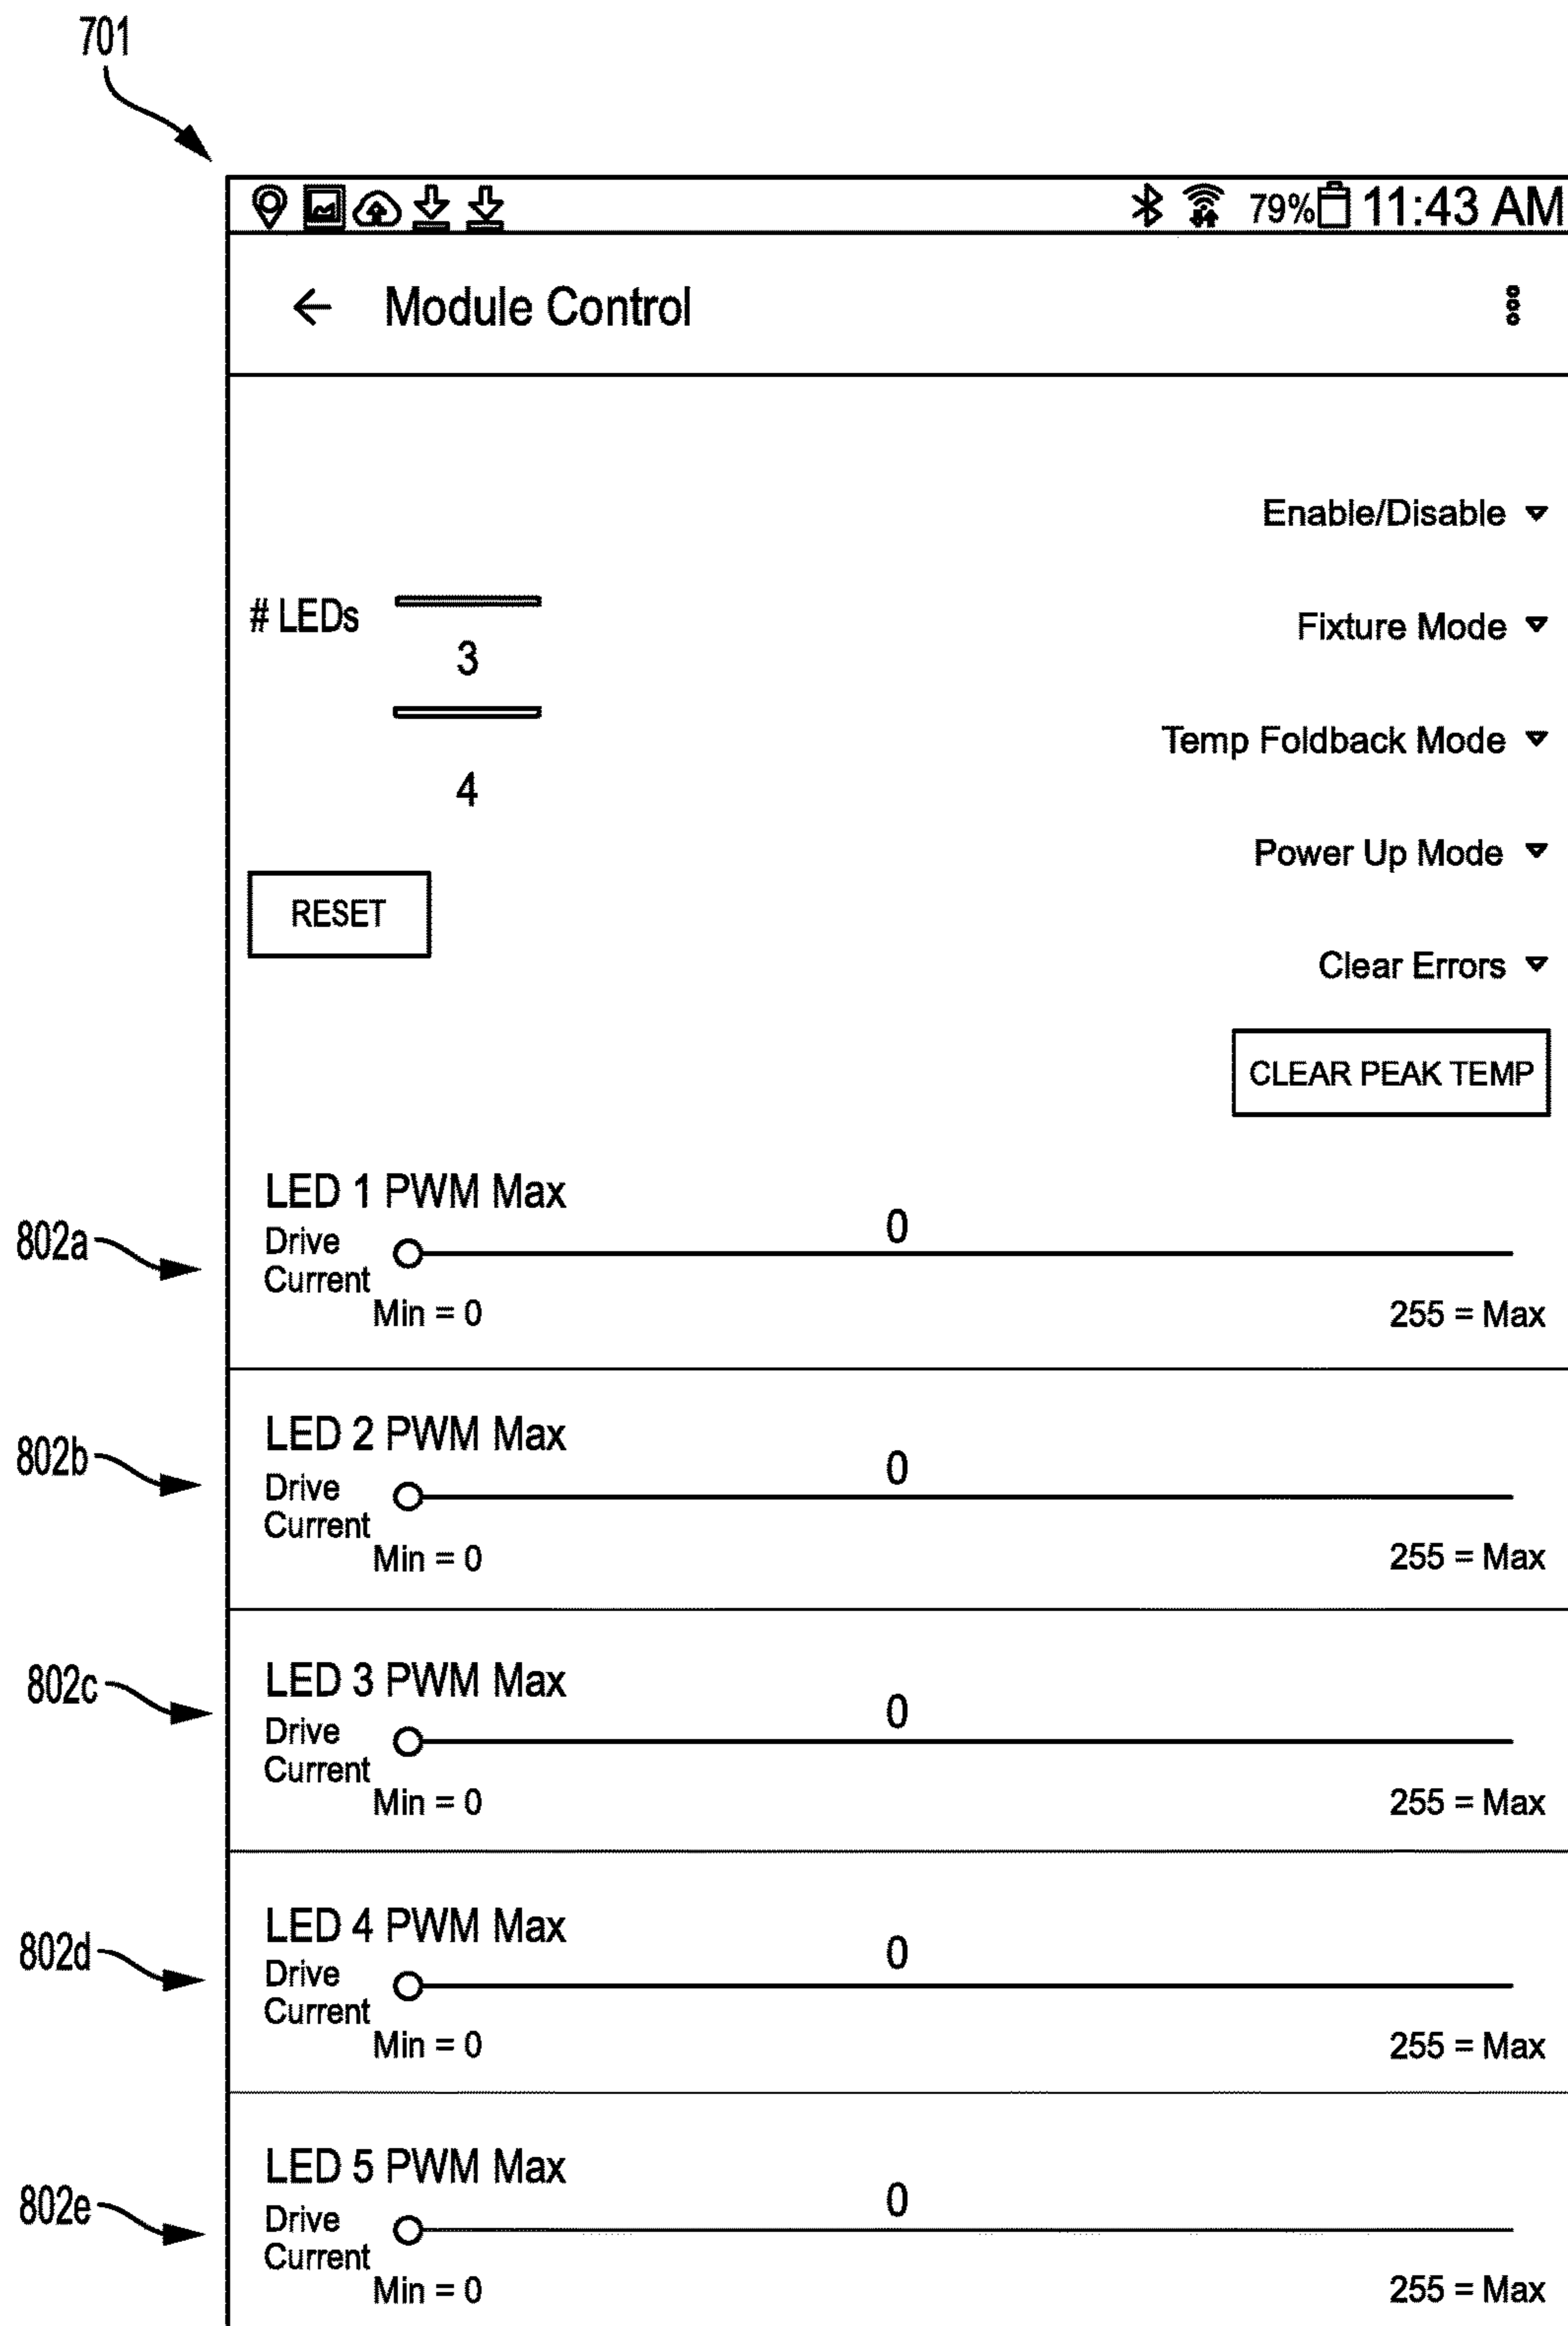 701
79% 11:43 AM
Module Control
Enable/Disable
# LEDs
3
4
Fixture Mode
Temp Foldback Mode
Power Up Mode
RESET
Clear Errors
CLEAR PEAK TEMP
LED 1 PWM Max
802a
Drive
Current
0
Min = 0
255 = Max
LED 2 PWM Max
802b
Drive
Current
0
Min = 0
255 = Max
LED 3 PWM Max
802c
Drive
Current
0
Min = 0
255 = Max
LED 4 PWM Max
802d
Drive
Current
0
Min = 0
255 = Max
LED 5 PWM Max
802e
Drive
Current
0
Min = 0
255 = Max